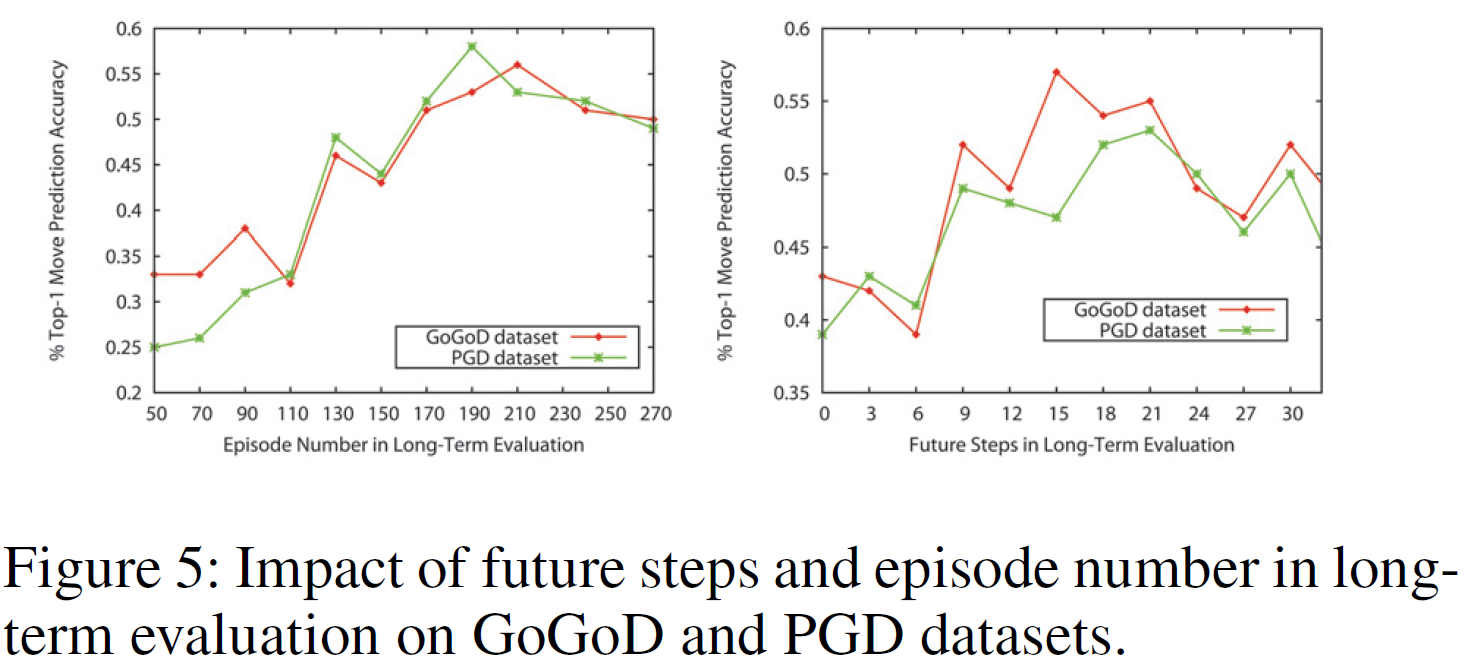 0.6
0.55
0.5
0.45
0.4
0.35
0.3
0.25
0.2
% Top-1 Move Prediction Accuracy
GoGoD dataset
PGD dataset
50 70 90 110 130 150 170 190 210 230 250 270
Episode Number in Long-Term Evaluation
0.6
0.55
0.5
0.45
0.4
0.35
% Top-1 Move Prediction Accuracy
GoGoD dataset
PGD dataset
0 3 6 9 12 15 18 21 24 27 30
Future Steps in Long-Term Evaluation
Figure 5: Impact of future steps and episode number in long-
term evaluation on GoGoD and PGD datasets.